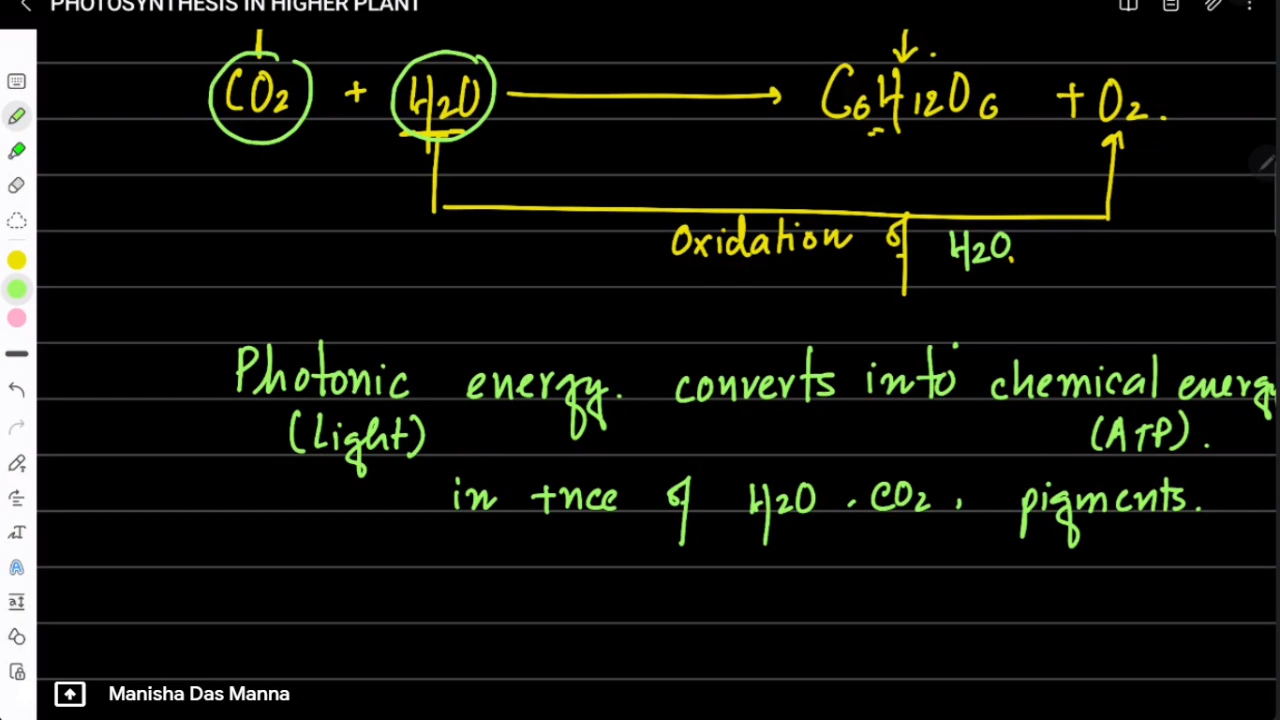 PHOTOSYNTHESIS IN HIGHER PLANT
CO2 + H2O → C6H12O6 + O2.
Oxidation of H2O.
Photonic energy. converts into chemical energy
(Light) (ATP).
in +nce of H2O . CO2 , pigments.
Manisha Das Manna